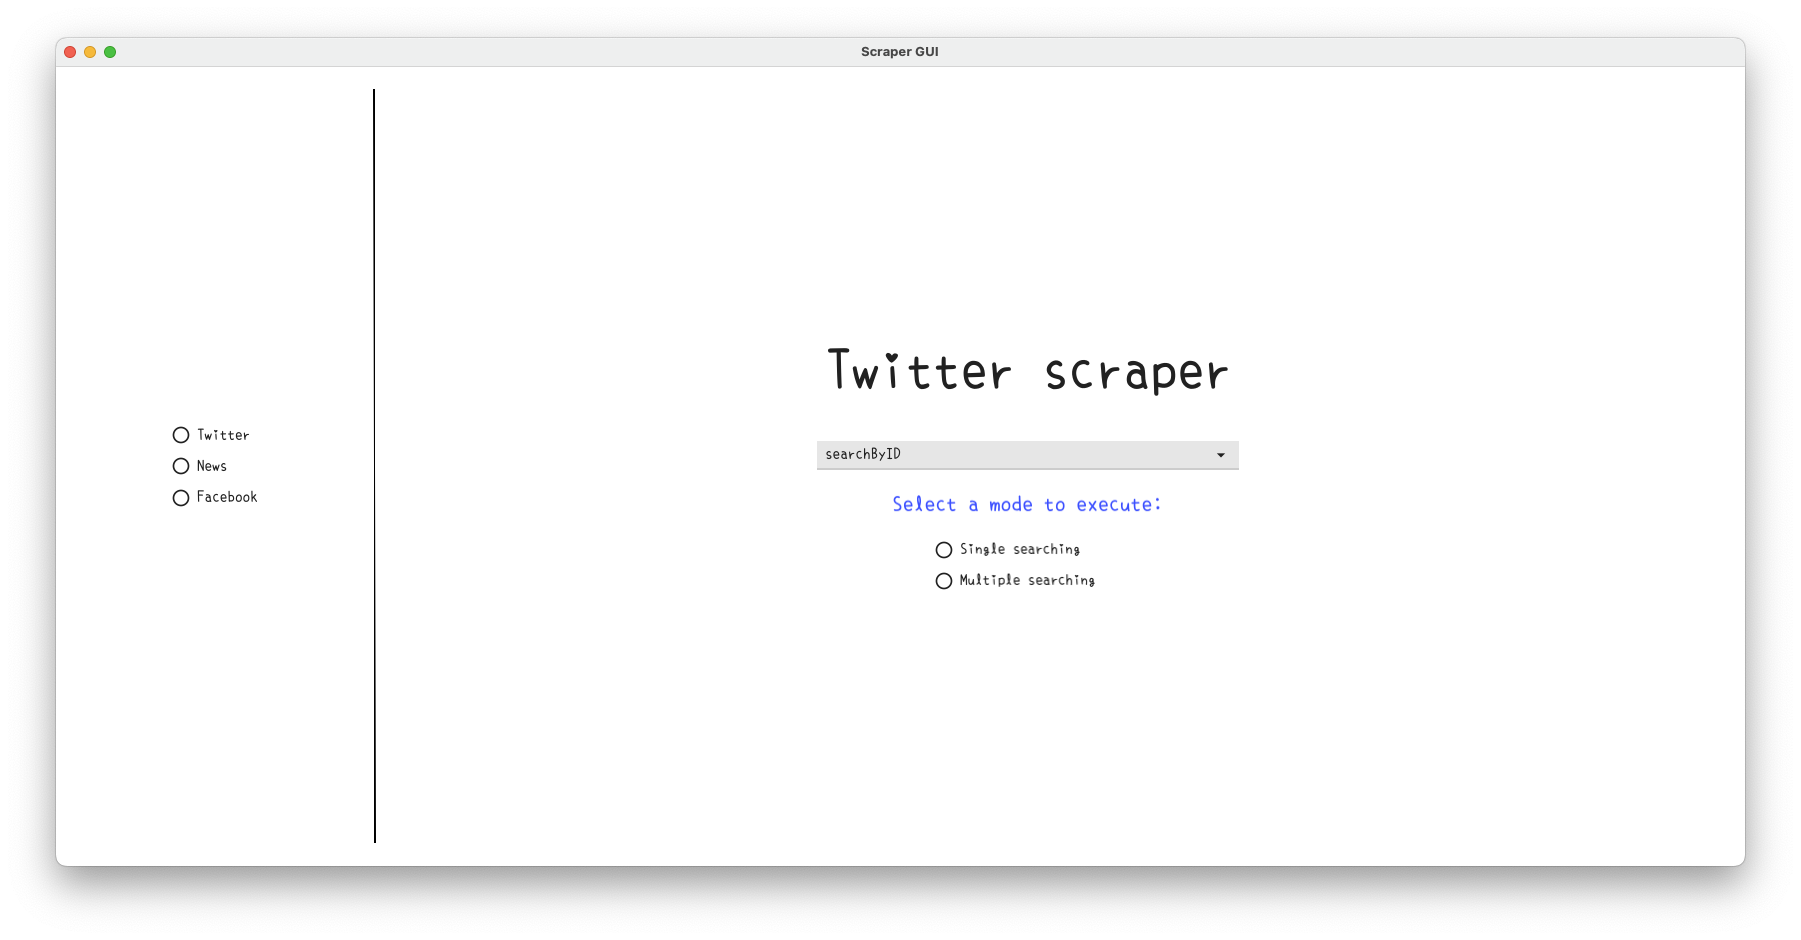 Scraper GUI
Twitter
News
Facebook
Twitter scraper
searchByID
Select a mode to execute:
Single searching
Multiple searching